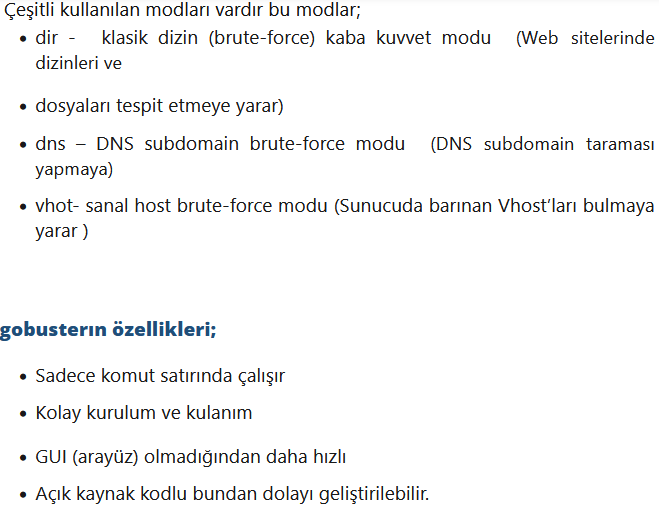 Çeşitli kullanılan modları vardır bu modlar;
• dir - klasik dizin (brute-force) kaba kuvvet modu (Web sitelerinde
dizinleri ve
• dosyaları tespit etmeye yarar)
• dns – DNS subdomain brute-force modu (DNS subdomain taraması
yapmaya)
• vhot- sanal host brute-force modu (Sunucuda barınan Vhost’ları bulmaya
yarar )
gobusterın özellikleri;
• Sadece komut satırında çalışır
• Kolay kurulum ve kulanım
• GUI (arayüz) olmadığından daha hızlı
• Açık kaynak kodlu bundan dolayı geliştirilebilir.